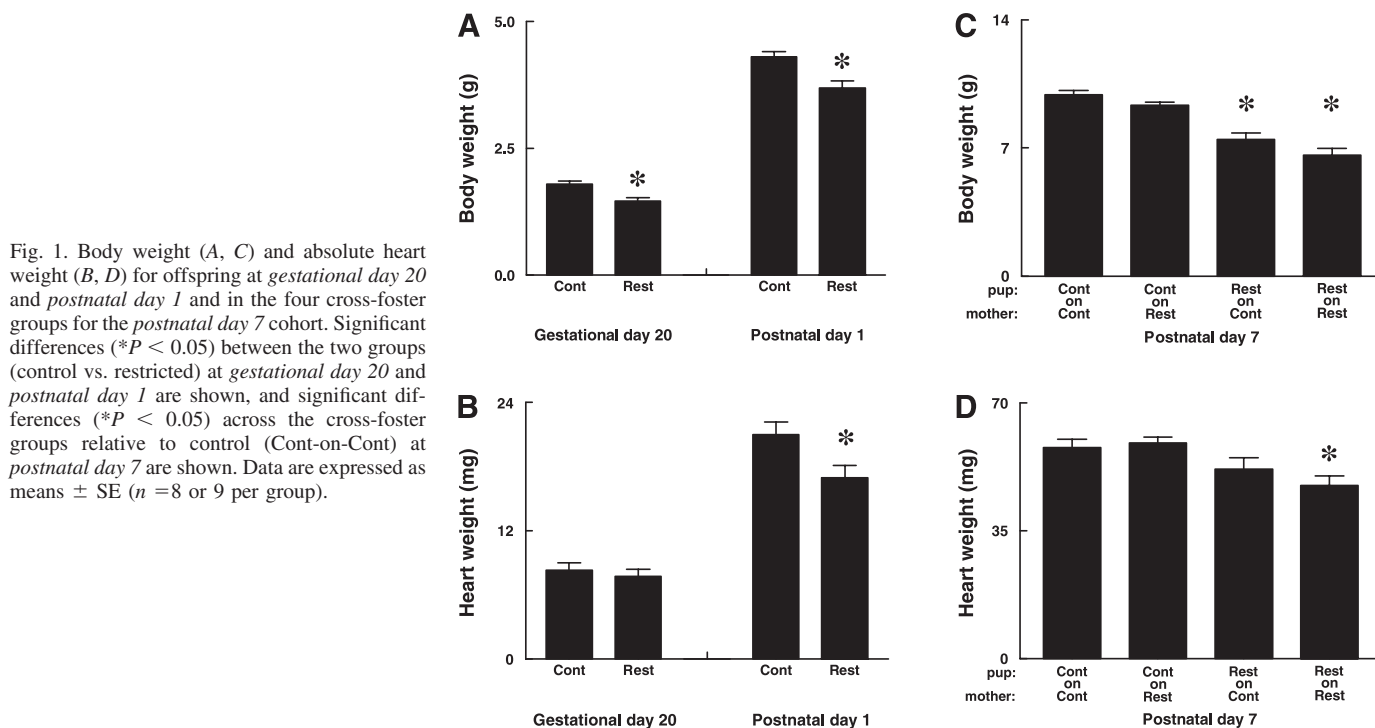 Fig. 1. Body weight (A, C) and absolute heart
weight (B, D) for offspring at gestational day 20
and postnatal day 1 and in the four cross-foster
groups for the postnatal day 7 cohort. Significant
differences (*P < 0.05) between the two groups
(control vs. restricted) at gestational day 20 and
postnatal day 1 are shown, and significant dif-
ferences (*P < 0.05) across the cross-foster
groups relative to control (Cont-on-Cont) at
postnatal day 7 are shown. Data are expressed as
means ± SE (n =8 or 9 per group).
A
Body weight (g)
5.0
2.5
0.0
*
*
Cont Rest Cont Rest
Gestational day 20 Postnatal day 1
B
Heart weight (mg)
24
12
0
*
Cont Rest Cont Rest
Gestational day 20 Postnatal day 1
C
Body weight (g)
14
7
0
* *
pup: Cont Cont Rest Rest
on on on on
mother: Cont Rest Cont Rest
Postnatal day 7
D
Heart weight (mg)
70
35
0
*
pup: Cont Cont Rest Rest
on on on on
mother: Cont Rest Cont Rest
Postnatal day 7